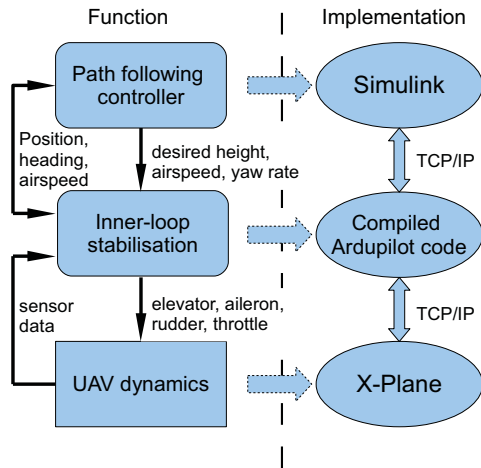 Function
Implementation
Path following
controller
Simulink
Position,
heading,
airspeed
desired height,
airspeed, yaw rate
TCP/IP
Inner-loop
stabilisation
Compiled
Ardupilot code
sensor
data
elevator, aileron,
rudder, throttle
TCP/IP
UAV dynamics
X-Plane